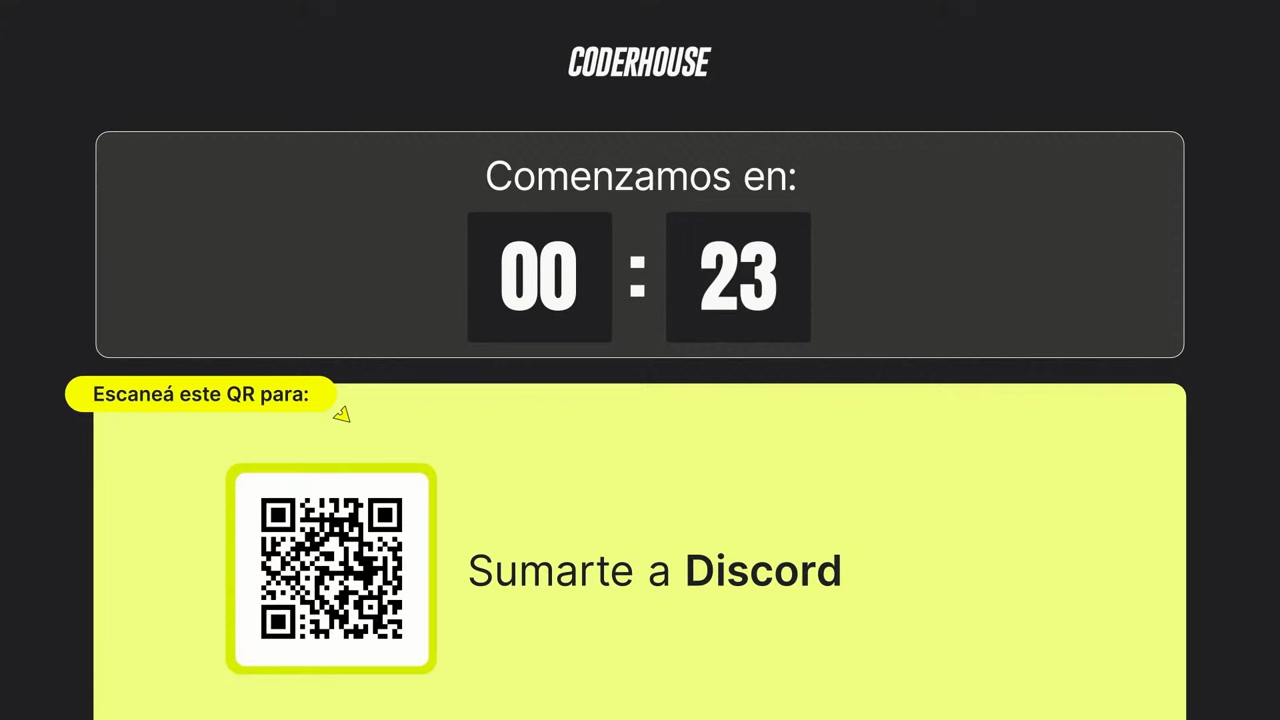 CODERHOUSE
Comenzamos en:
00 : 23
Escaneá este QR para:
Sumarte a Discord